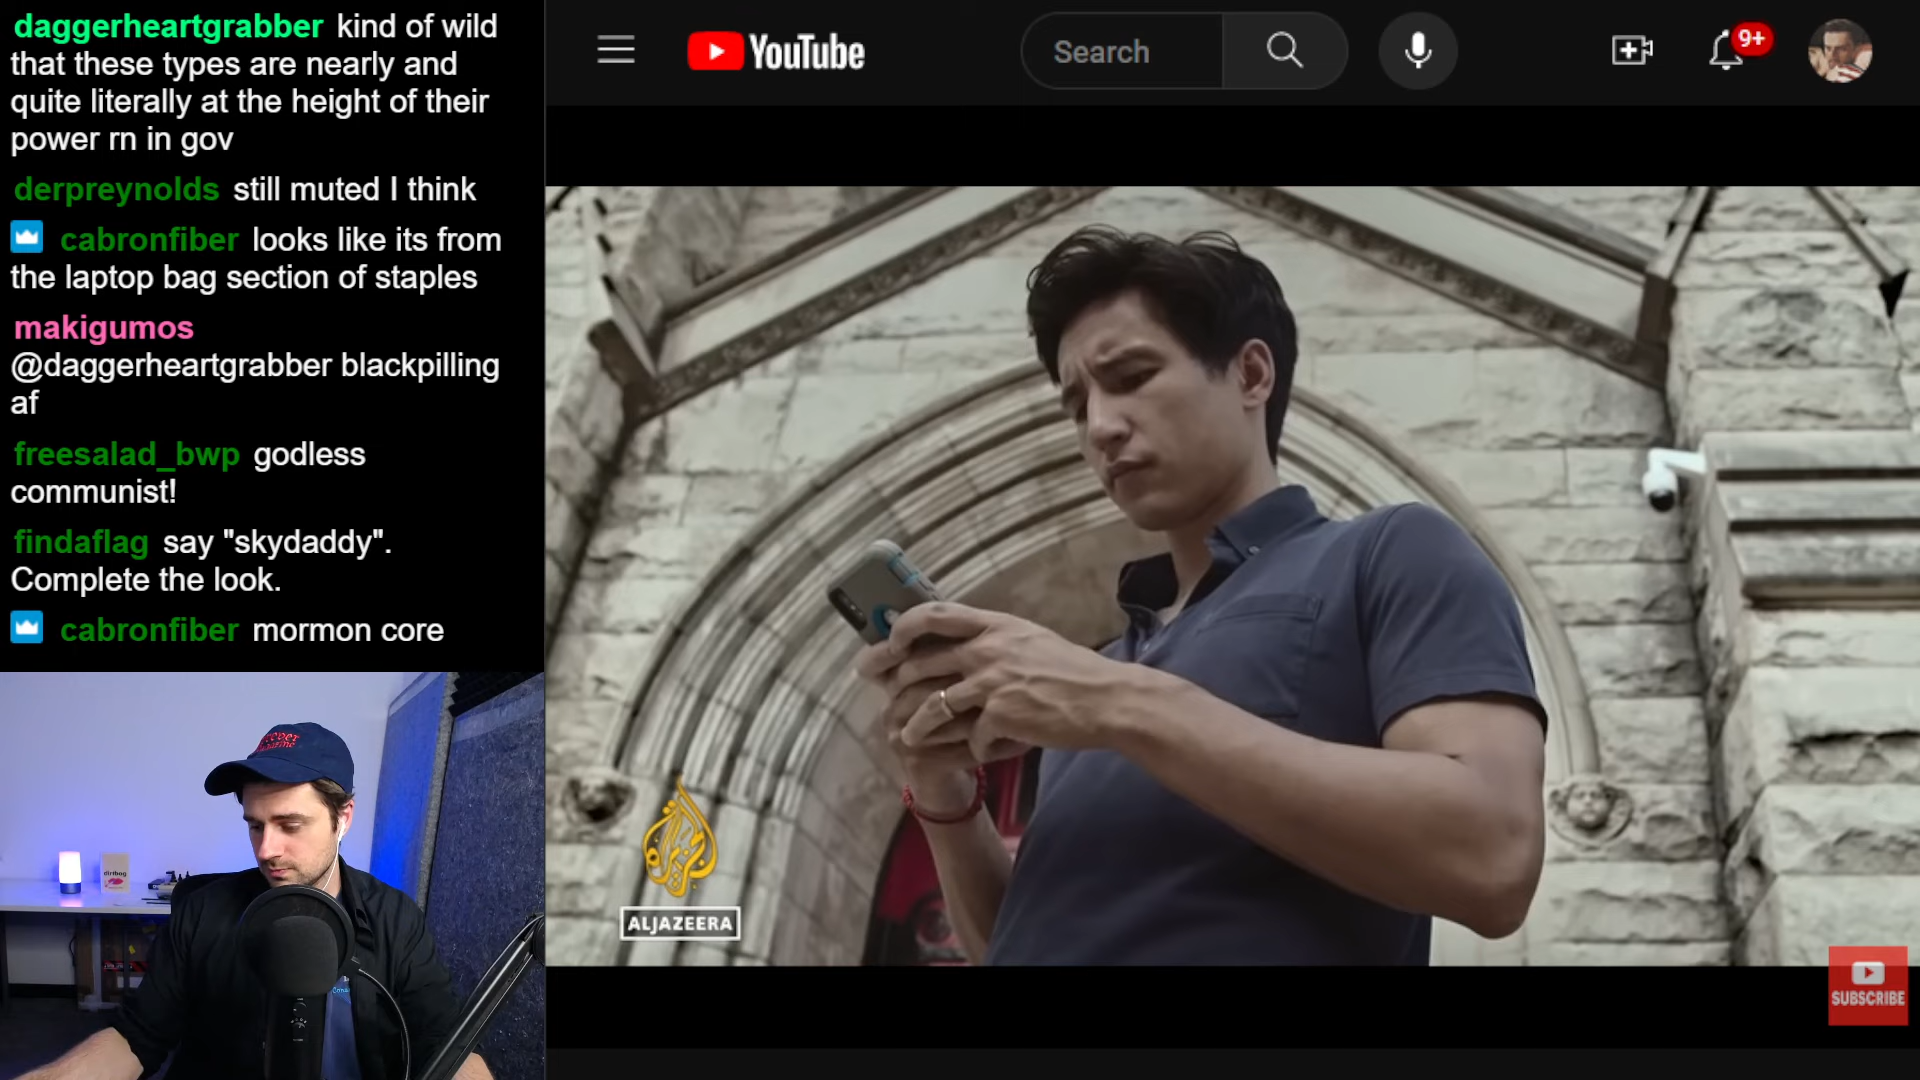 daggerheartgrabber kind of wild
that these types are nearly and
quite literally at the height of their
power rn in gov
derpreynolds still muted I think
cabronfiber looks like its from
the laptop bag section of staples
makigumos
@daggerheartgrabber blackpilling
af
freesalad_bwp godless
communist!
findaflag say "skydaddy".
Complete the look.
cabronfiber mormon core
YouTube
Search
9+
dirtbag
الجزيرة
ALJAZEERA
SUBSCRIBE